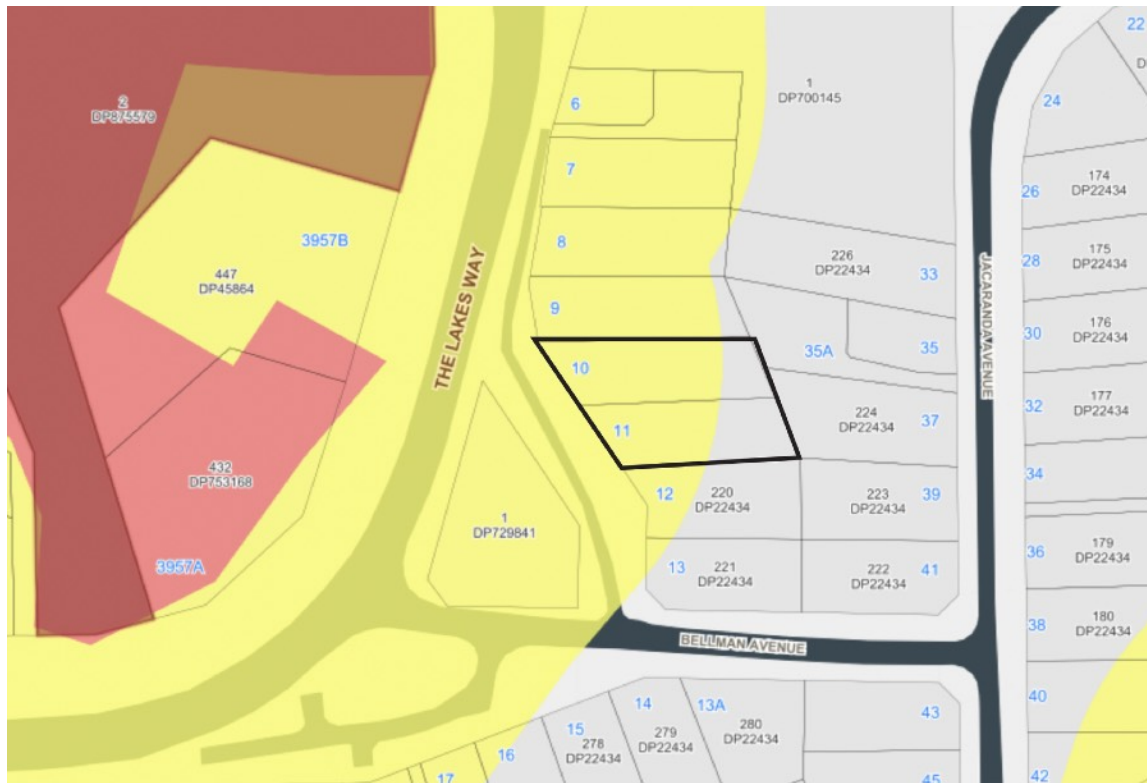 22
D
1
DP700145
24
2
DP875579
6
7
174
DP22434
26
8
3957B
226
DP22434
33
28
175
DP22434
447
DP45864
THE LAKES WAY
JACARANDA AVENUE
9
30
176
DP22434
35A
35
10
32
177
DP22434
224
DP22434
37
11
432
DP753168
34
12
220
DP22434
223
DP22434
39
1
DP729841
36
179
DP22434
3957A
13
221
DP22434
222
DP22434
41
38
180
DP22434
BELLMAN AVENUE
40
14
13A
43
15
279
DP22434
280
DP22434
16
278
DP22434
17
45
42